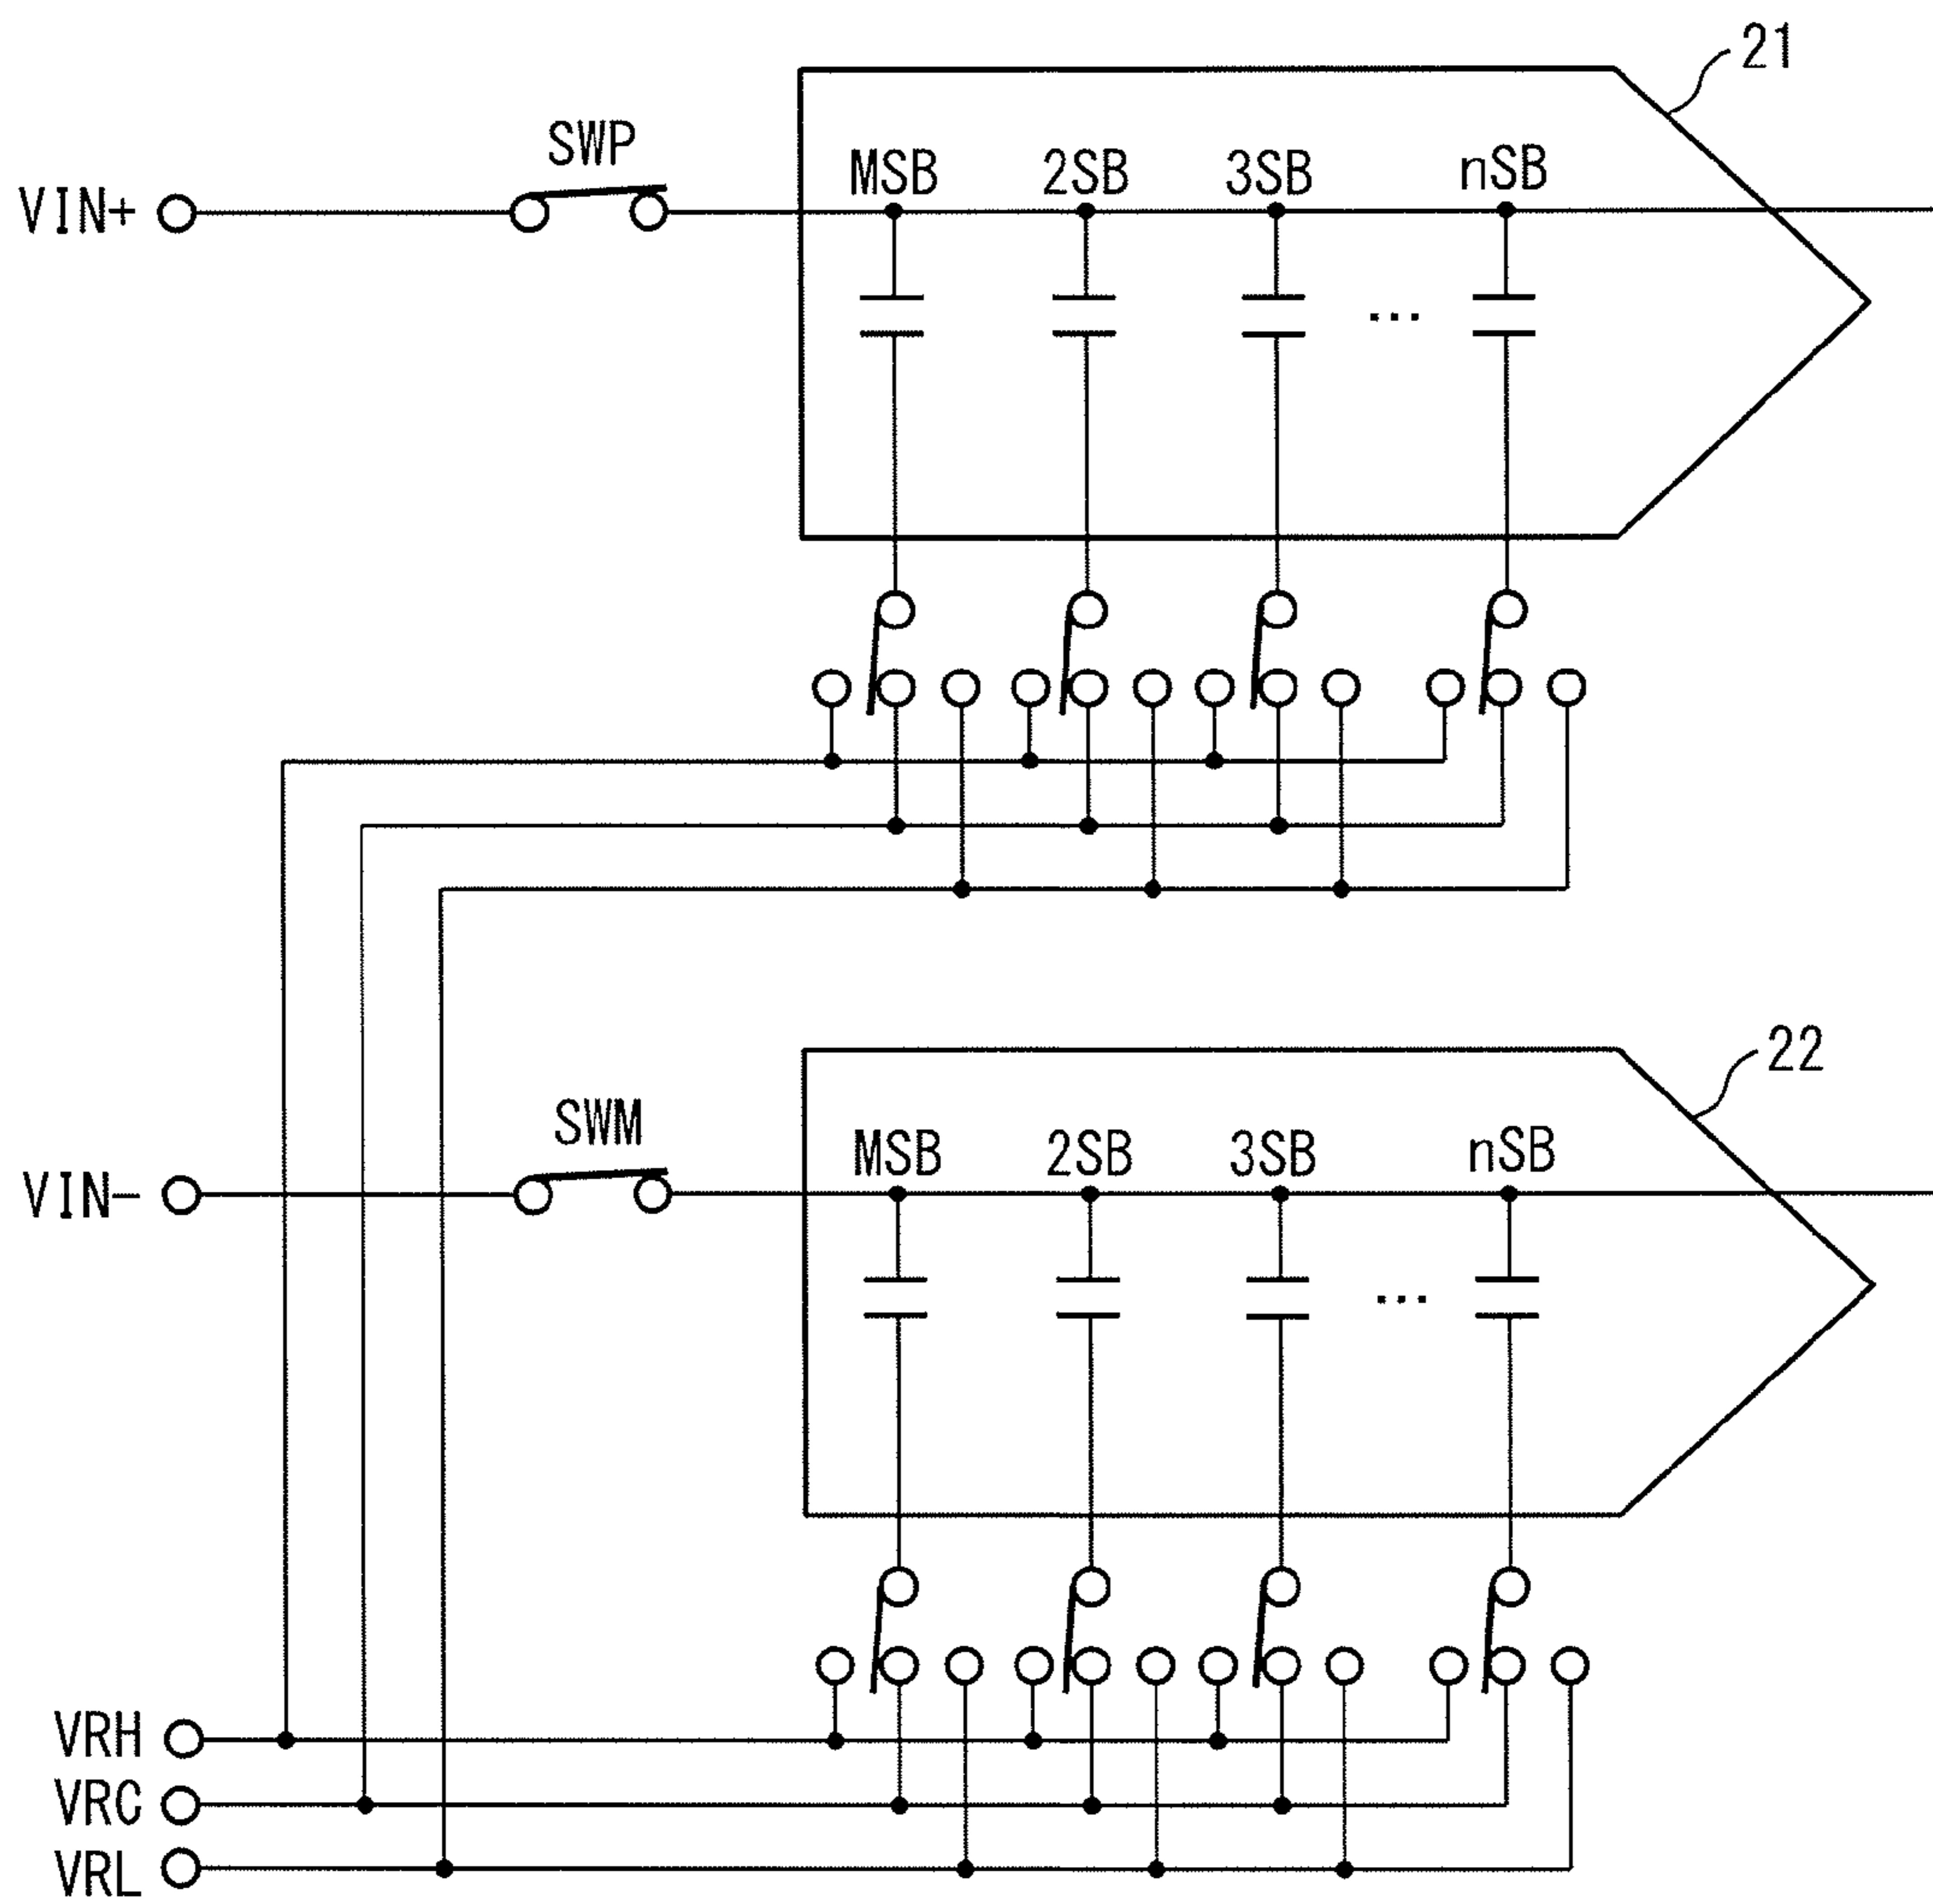 21
SWP
MSB 2SB 3SB nSB
VIN+
...
22
SWM
MSB 2SB 3SB nSB
VIN-
...
VRH
VRC
VRL